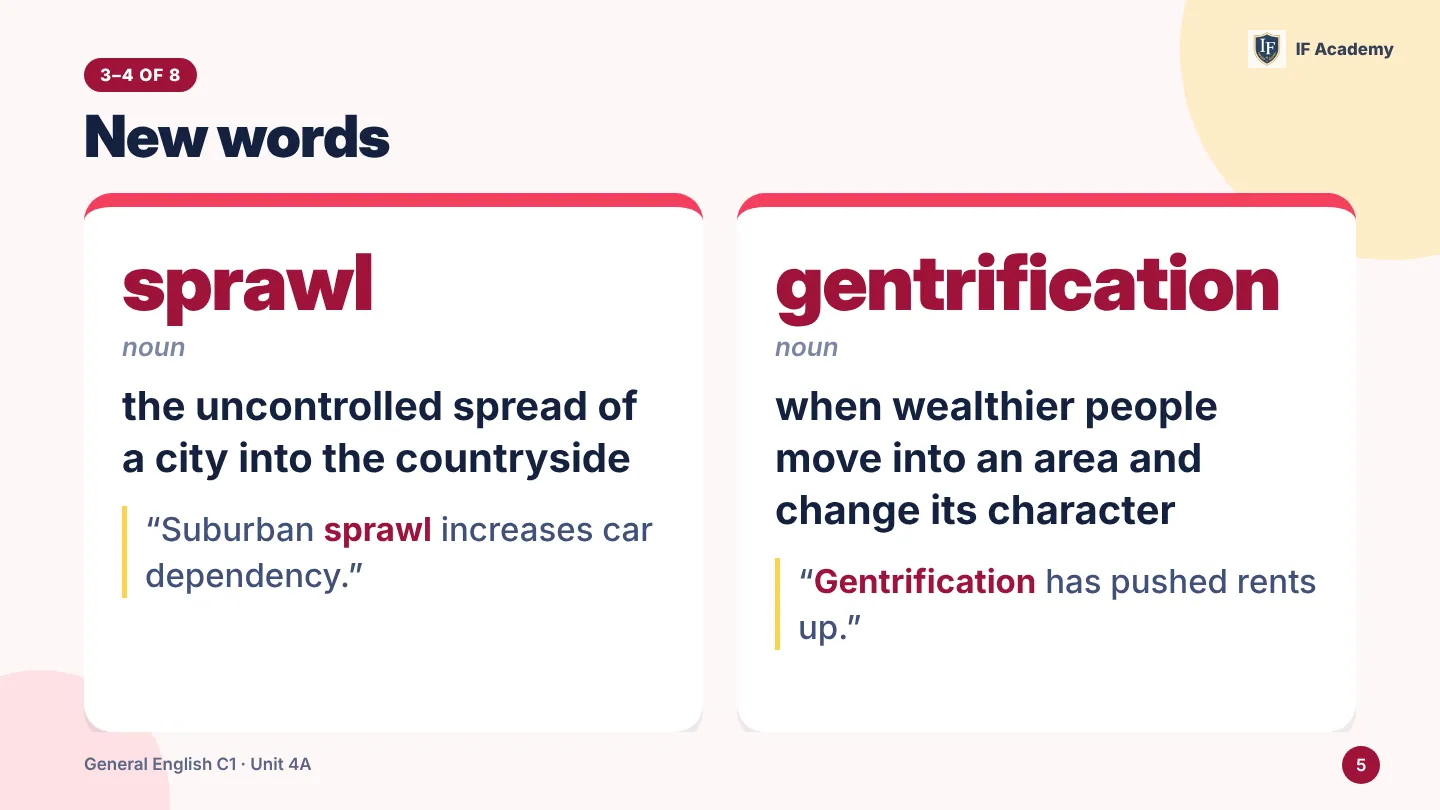 IF
IF Academy
3–4 OF 8
New words
sprawl
noun
the uncontrolled spread of
a city into the countryside
“Suburban sprawl increases car
dependency.”
gentrification
noun
when wealthier people
move into an area and
change its character
“Gentrification has pushed rents
up.”
General English C1 · Unit 4A
5